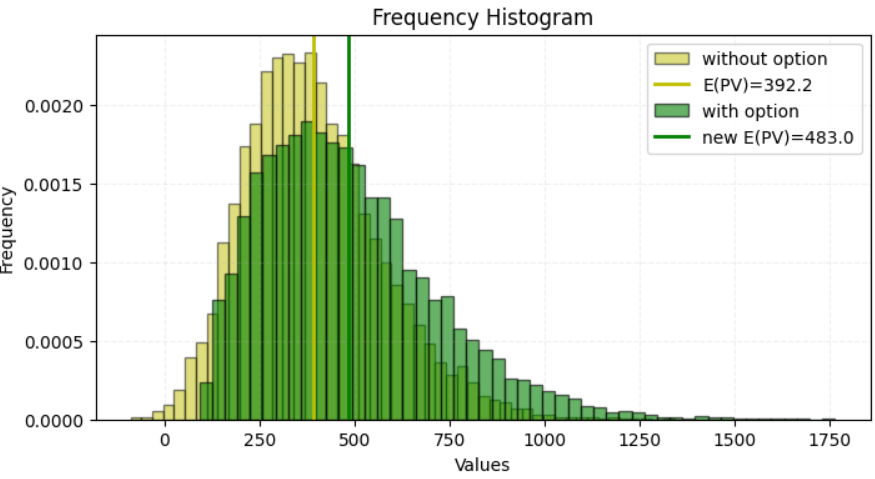 Frequency Histogram
without option
E(PV)=392.2
with option
new E(PV)=483.0
Frequency
0.0020
0.0015
0.0010
0.0005
0.0000
0 250 500 750 1000 1250 1500 1750
Values